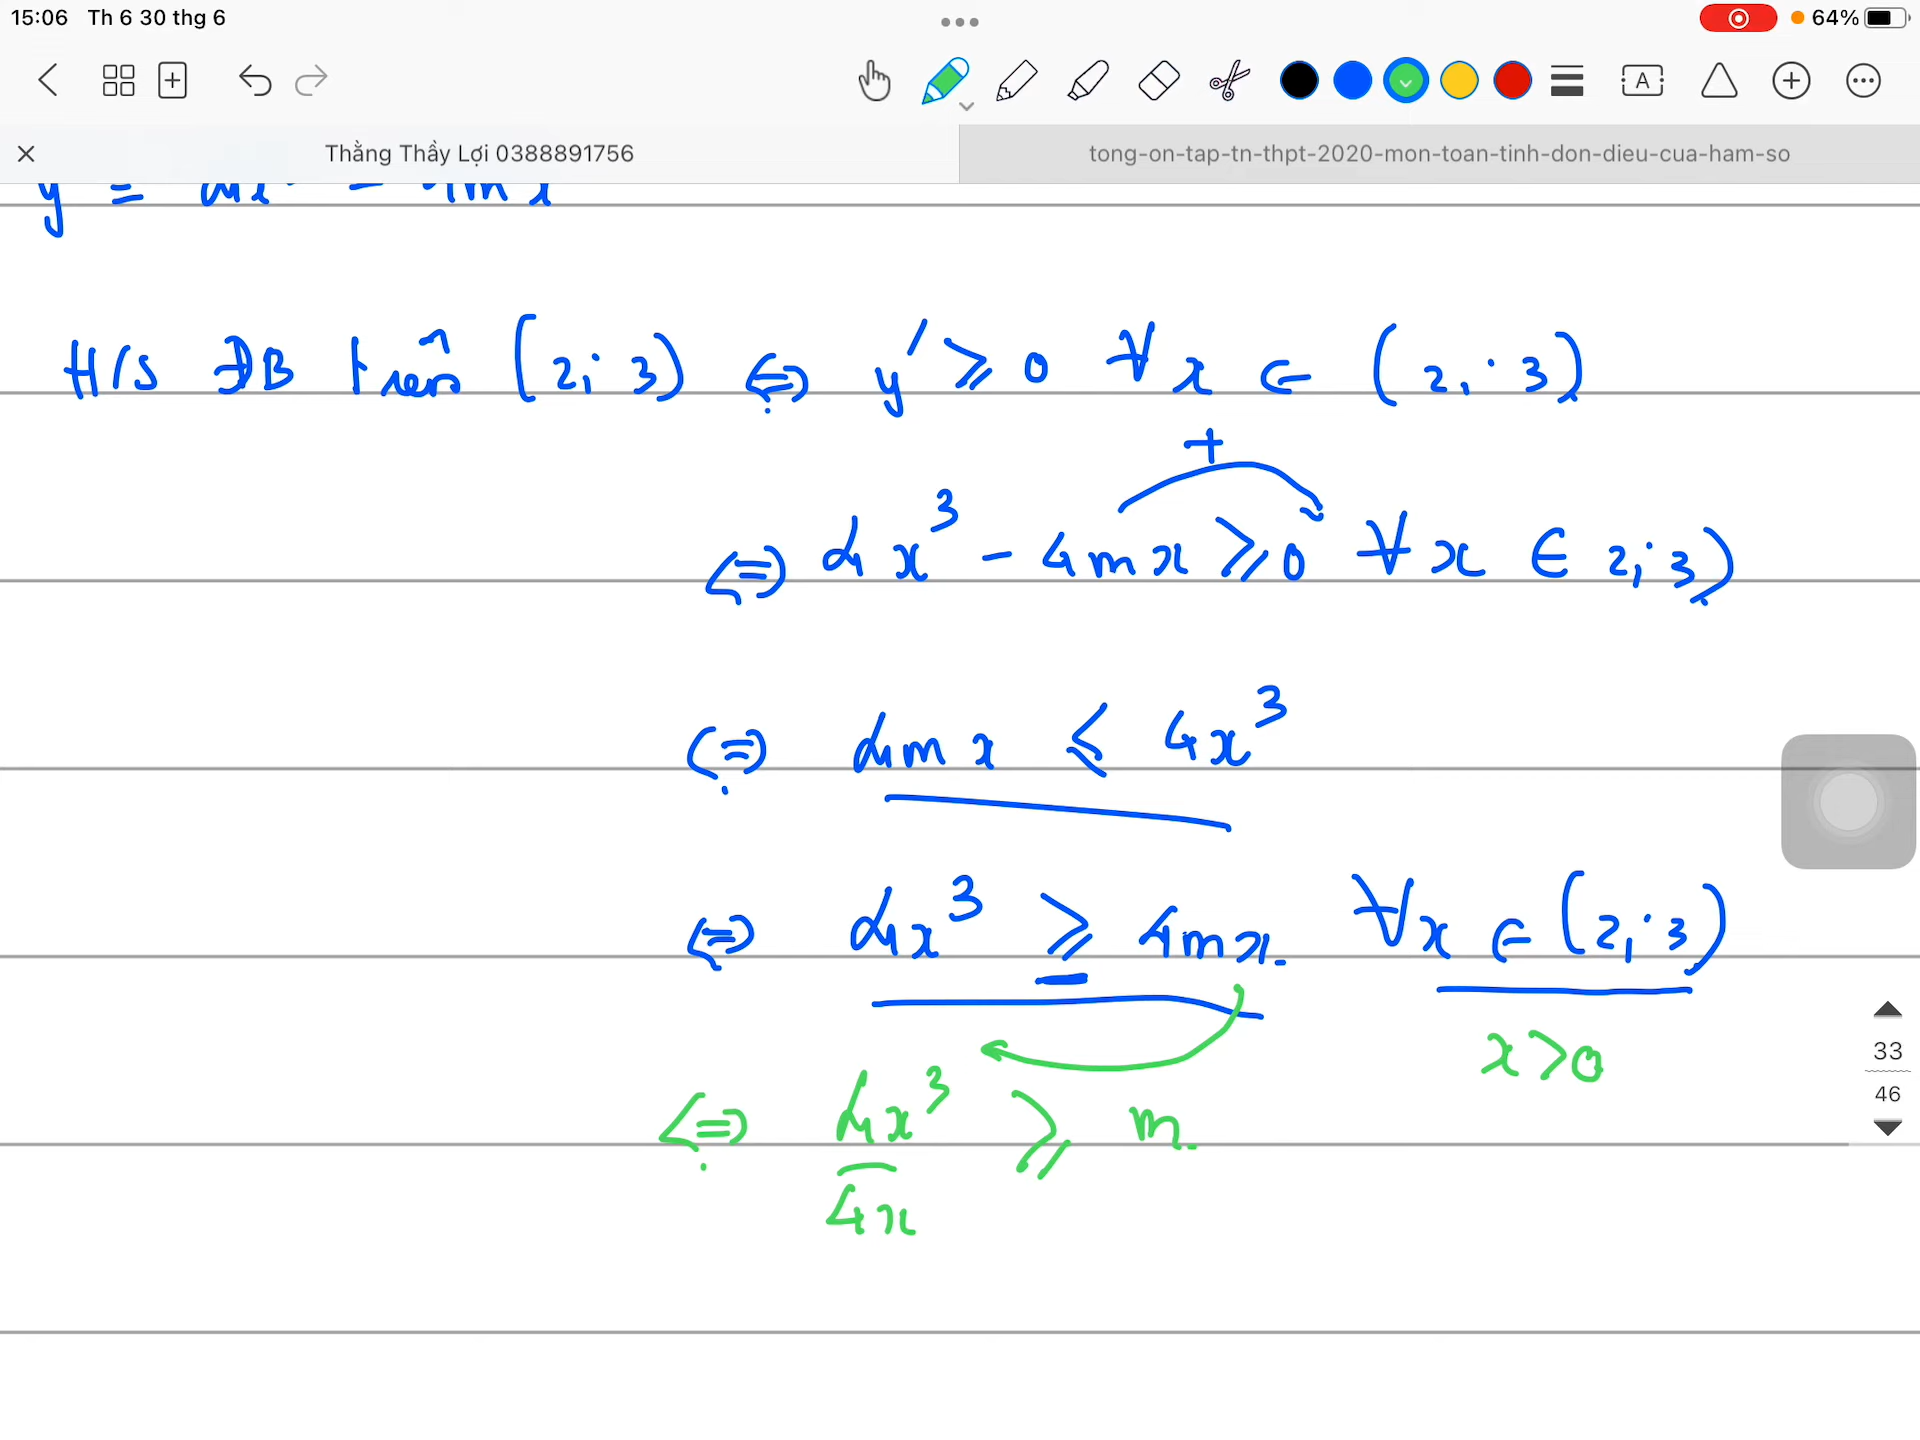 15:06 Th 6 30 thg 6
64%
A
Thằng Thầy Lợi 0388891756
tong-on-tap-tn-thpt-2020-mon-toan-tinh-don-dieu-cua-ham-so
H/S ĐB trên (2; 3) ⇔ y' ≥ 0 ∀x ∈ (2; 3)
+
⇔ 4x³ - 4mx ≥ 0 ∀x ∈ 2; 3)
⇔ 4mx ≤ 4x³
⇔ 4x³ ≥ 4mx. ∀x ∈ (2; 3)
x > 0
⇔ 4x³/4x ≥ m.
33
46